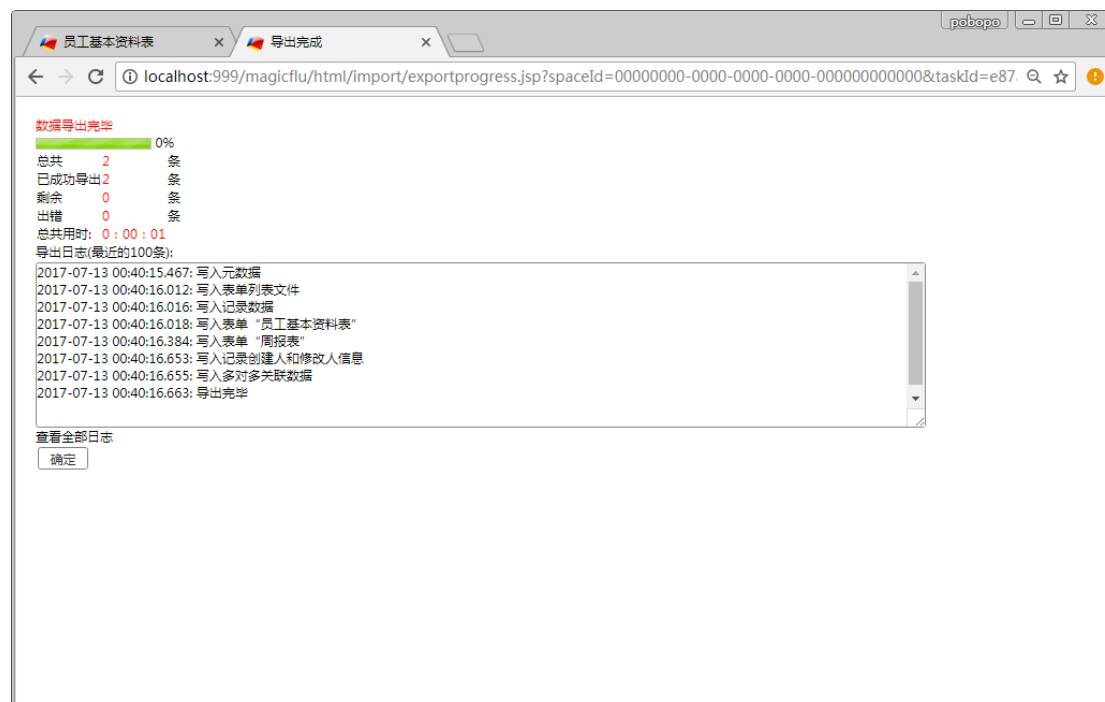 pobopo
员工基本资料表
导出完成
localhost:999/magicflu/html/import/exportprogress.jsp?spaceId=00000000-0000-0000-0000-000000000000&taskId=e87
数据导出完毕
0%
总共 2 条
已成功导出 2 条
剩余 0 条
出错 0 条
总共用时: 0 : 00 : 01
导出日志(最近的100条):
2017-07-13 00:40:15.467: 写入元数据
2017-07-13 00:40:16.012: 写入表单列表文件
2017-07-13 00:40:16.016: 写入记录数据
2017-07-13 00:40:16.018: 写入表单“员工基本资料表”
2017-07-13 00:40:16.384: 写入表单“周报表”
2017-07-13 00:40:16.653: 写入记录创建人和修改人信息
2017-07-13 00:40:16.655: 写入多对多关联数据
2017-07-13 00:40:16.663: 导出完毕
查看全部日志
确定